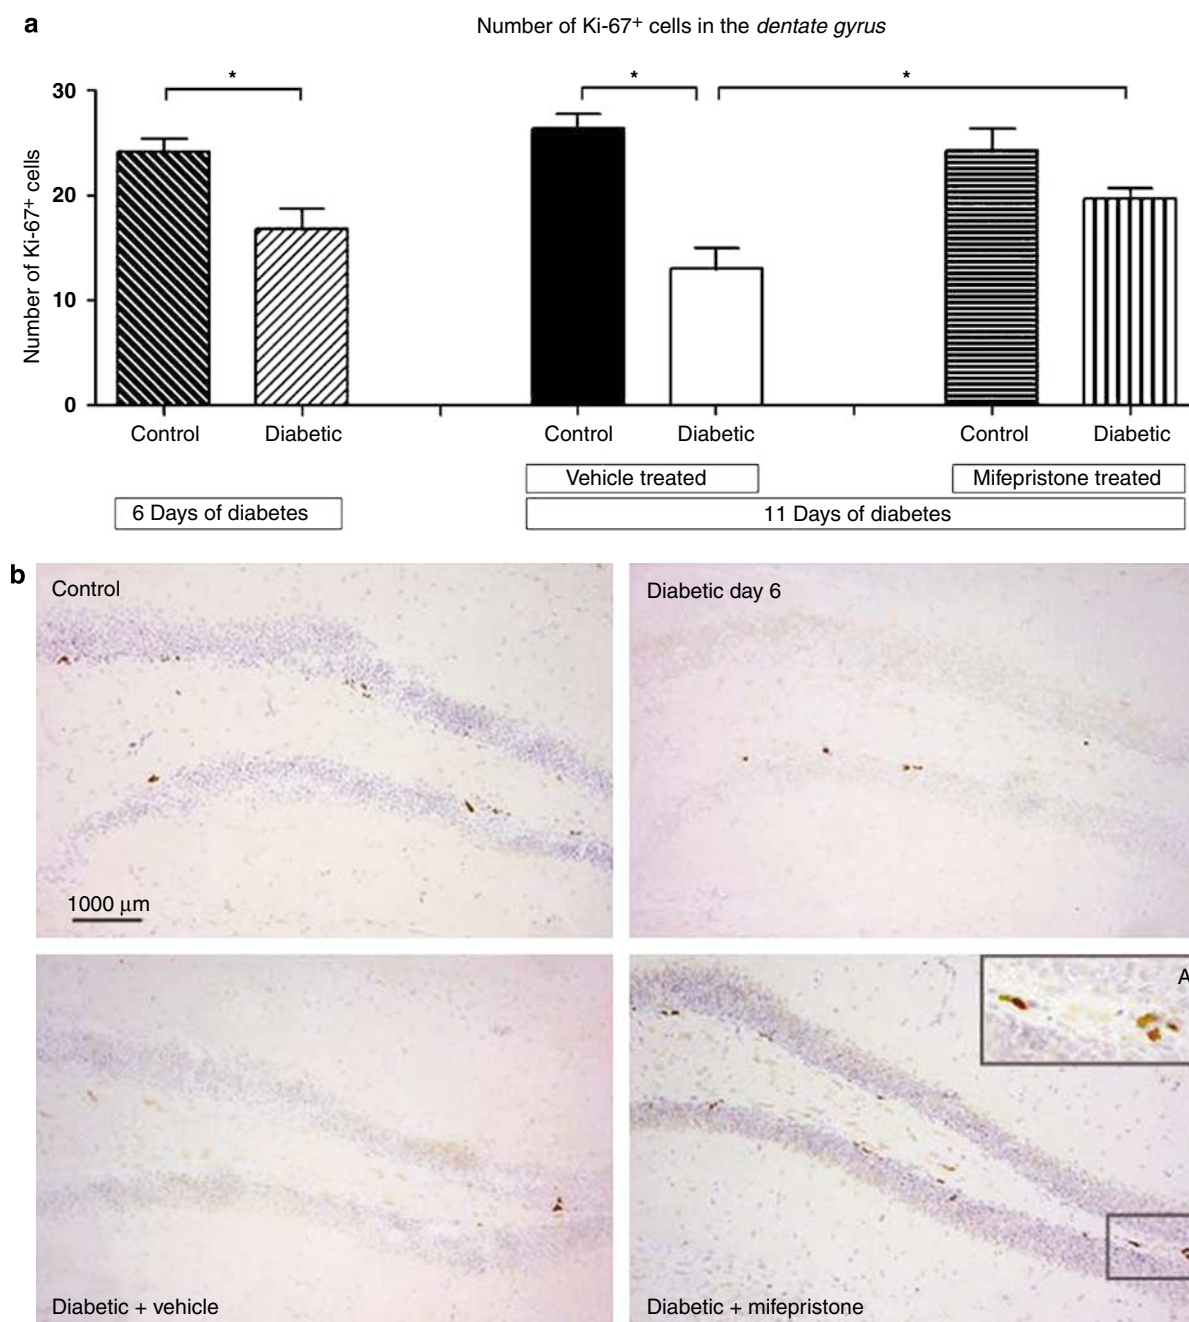 a
Number of Ki-67⁺ cells in the dentate gyrus
Number of Ki-67⁺ cells
30
20
10
0
* * *
Control Diabetic Control Diabetic Control Diabetic
Vehicle treated Mifepristone treated
6 Days of diabetes 11 Days of diabetes
b
Control
1000 μm
Diabetic day 6
Diabetic + vehicle
A
Diabetic + mifepristone